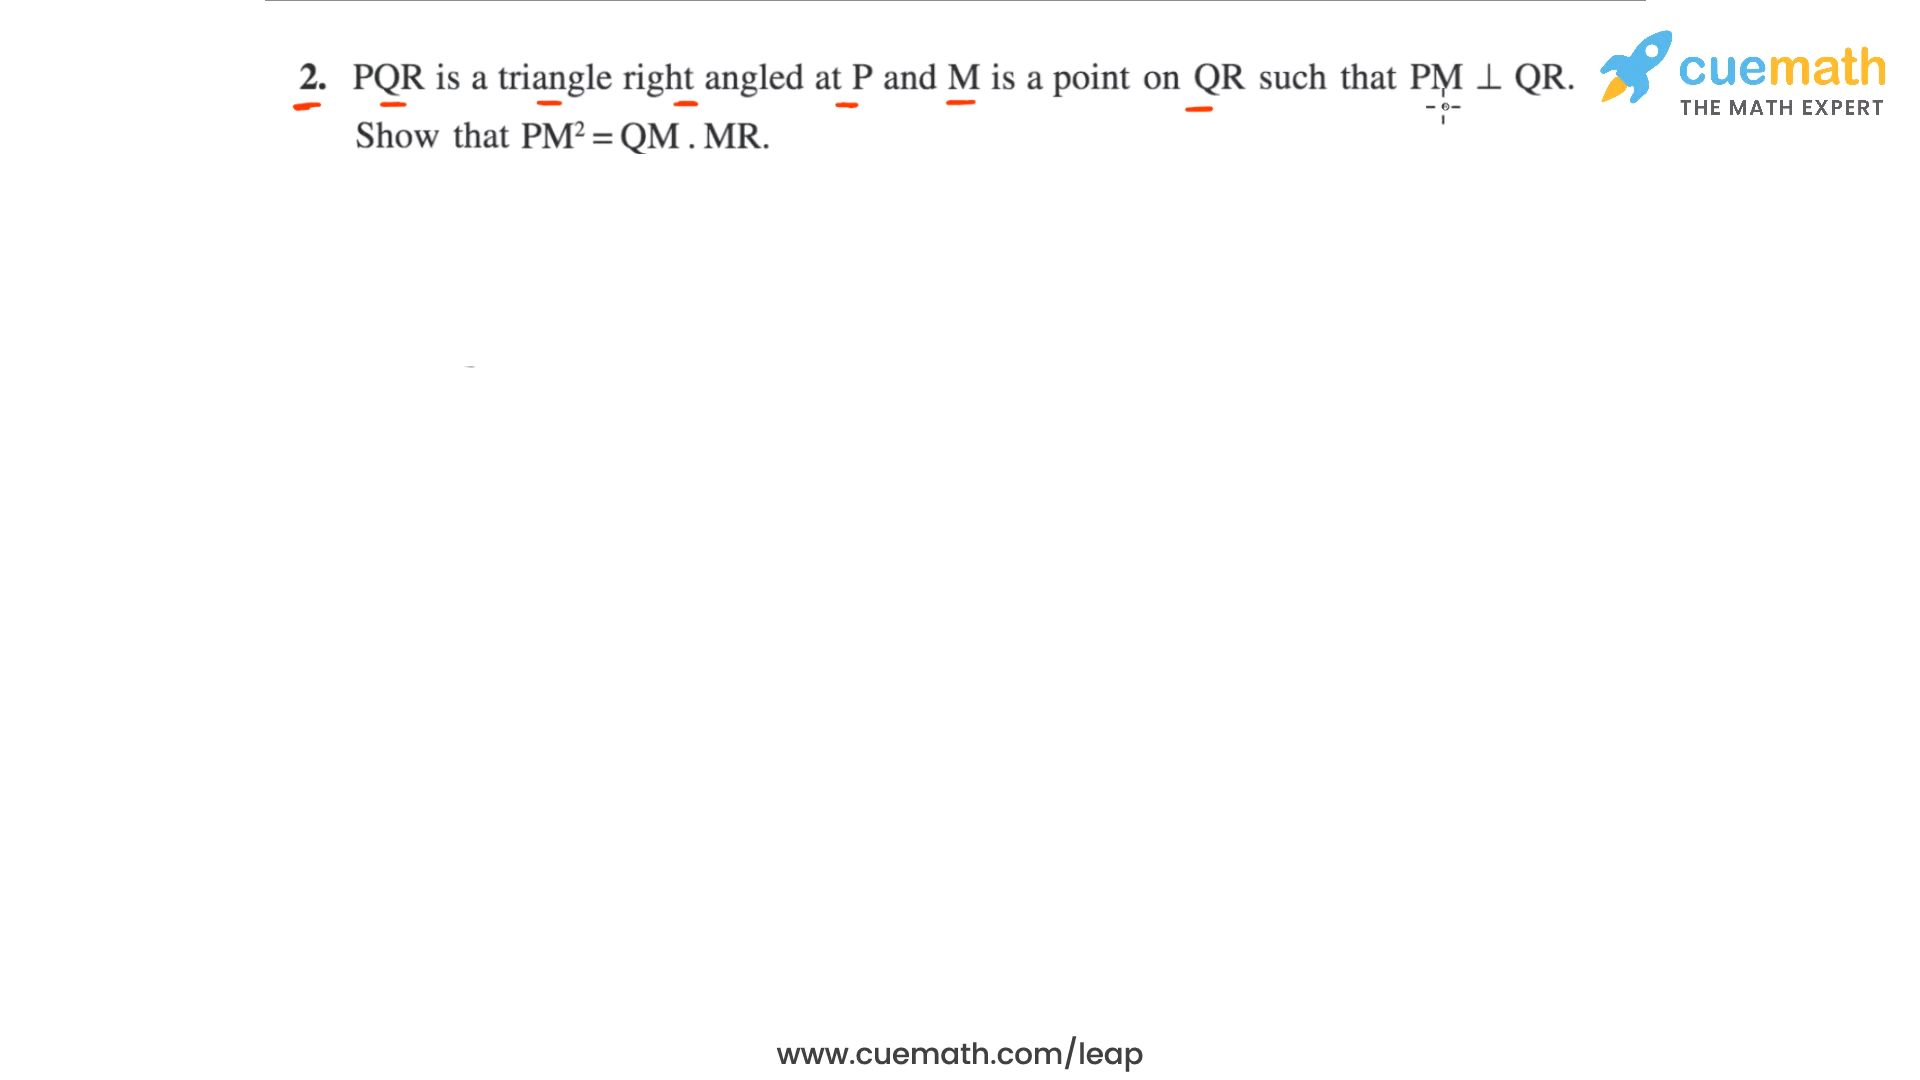 2. PQR is a triangle right angled at P and M is a point on QR such that PM ⊥ QR.
Show that PM² = QM . MR.
cuemath
THE MATH EXPERT
www.cuemath.com/leap